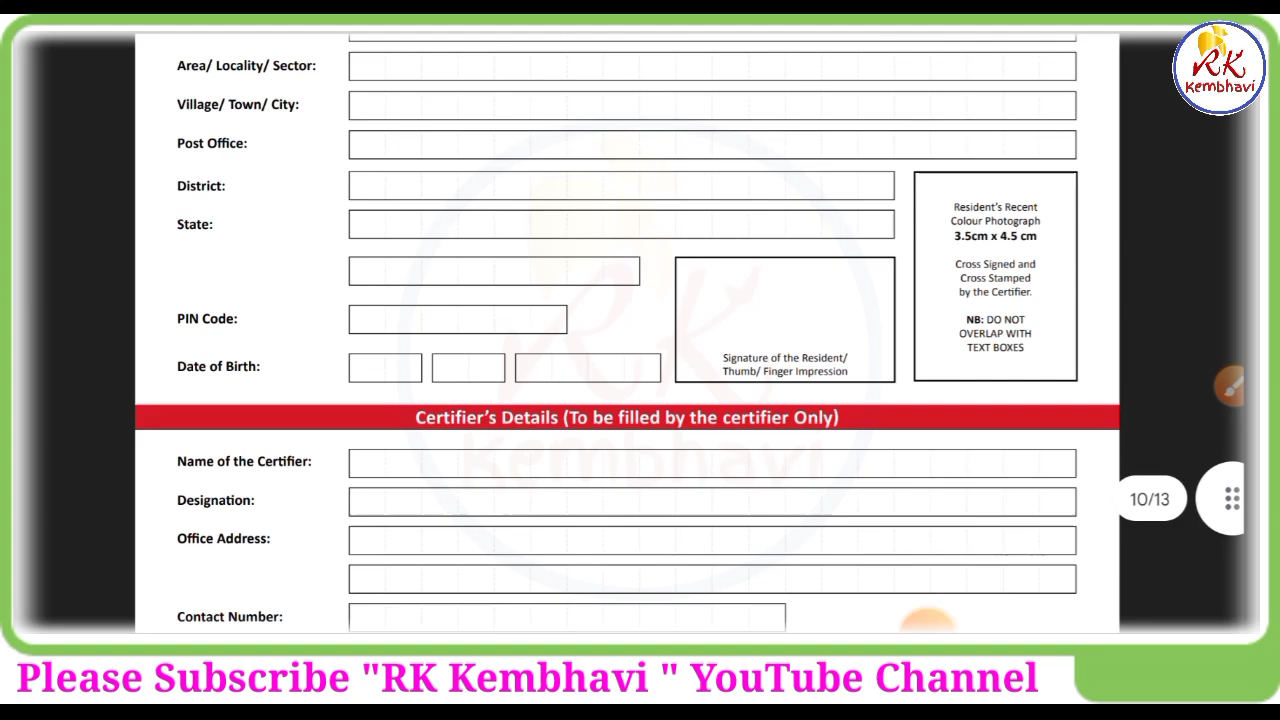 RK
Kembhavi
Area/ Locality/ Sector:
Village/ Town/ City:
Post Office:
District:
State:
Resident's Recent
Colour Photograph
3.5cm x 4.5 cm
Cross Signed and
Cross Stamped
by the Certifier.
NB: DO NOT
OVERLAP WITH
TEXT BOXES
PIN Code:
Date of Birth:
Signature of the Resident/
Thumb/ Finger Impression
RK
Kembhavi
Certifier's Details (To be filled by the certifier Only)
Name of the Certifier:
Designation:
10/13
Office Address:
Contact Number:
Please Subscribe "RK Kembhavi " YouTube Channel